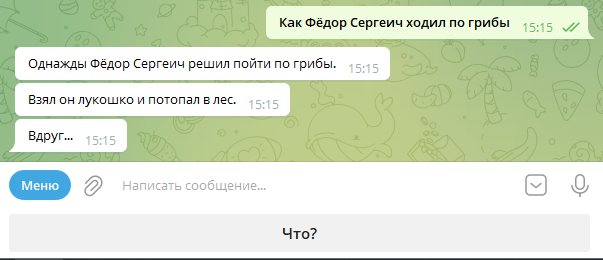 Как Фёдор Сергеич ходил по грибы 15:15
Однажды Фёдор Сергеич решил пойти по грибы. 15:15
Взял он лукошко и потопал в лес. 15:15
Вдруг... 15:15
Меню Написать сообщение...
Что?